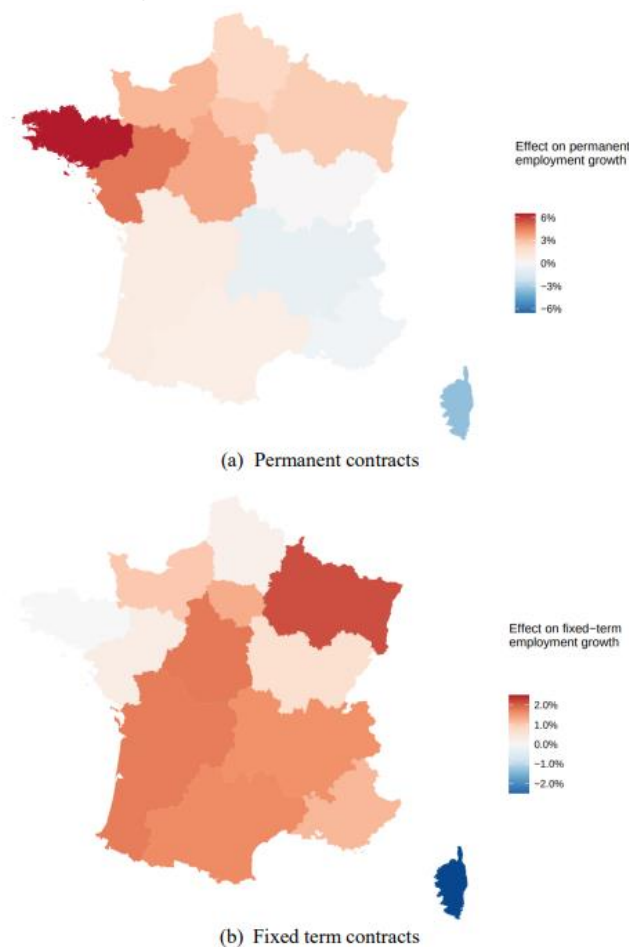 Effect on permanent
employment growth
6%
3%
0%
−3%
−6%
(a) Permanent contracts
Effect on fixed−term
employment growth
2.0%
1.0%
0.0%
−1.0%
−2.0%
(b) Fixed term contracts